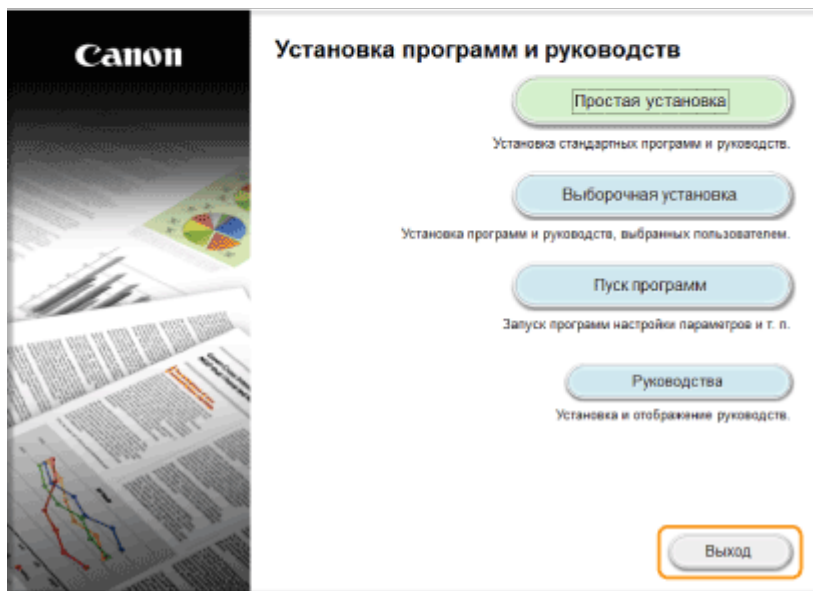 Canon
Установка программ и руководств
Простая установка
Установка стандартных программ и руководств.
Выборочная установка
Установка программ и руководств, выбранных пользователем.
Пуск программ
Запуск программ настройки параметров и т. п.
Руководства
Установка и отображение руководств.
Выход